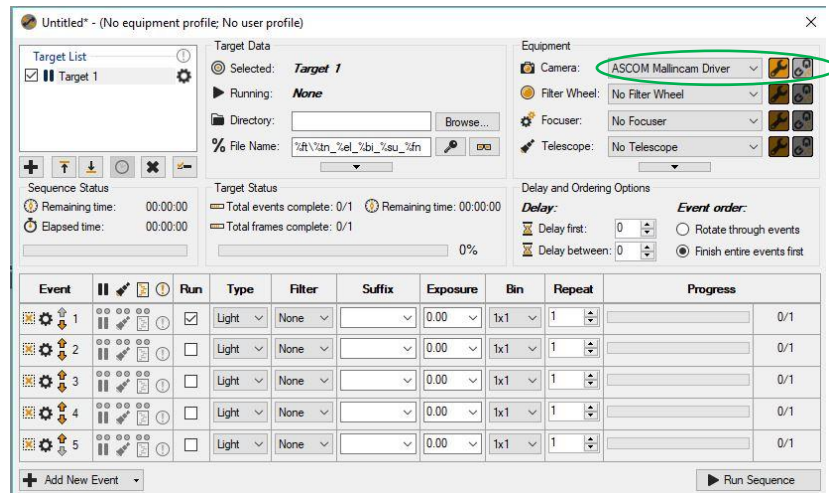 Untitled* - (No equipment profile; No user profile)
Target List
Target 1
Target Data
Selected: Target 1
Running: None
Directory: Browse...
% File Name: %ft\%tn_%el_%bi_%su_%fn
Equipment
Camera: ASCOM Mallincam Driver
Filter Wheel: No Filter Wheel
Focuser: No Focuser
Telescope: No Telescope
Sequence Status
Remaining time: 00:00:00
Elapsed time: 00:00:00
Target Status
Total events complete: 0/1 Remaining time: 00:00:00
Total frames complete: 0/1
0%
Delay and Ordering Options
Delay: Event order:
Delay first: 0 Rotate through events
Delay between: 0 Finish entire events first
Event Run Type Filter Suffix Exposure Bin Repeat Progress
1 Light None 0.00 1x1 1 0/1
2 Light None 0.00 1x1 1 0/1
3 Light None 0.00 1x1 1 0/1
4 Light None 0.00 1x1 1 0/1
5 Light None 0.00 1x1 1 0/1
Add New Event Run Sequence